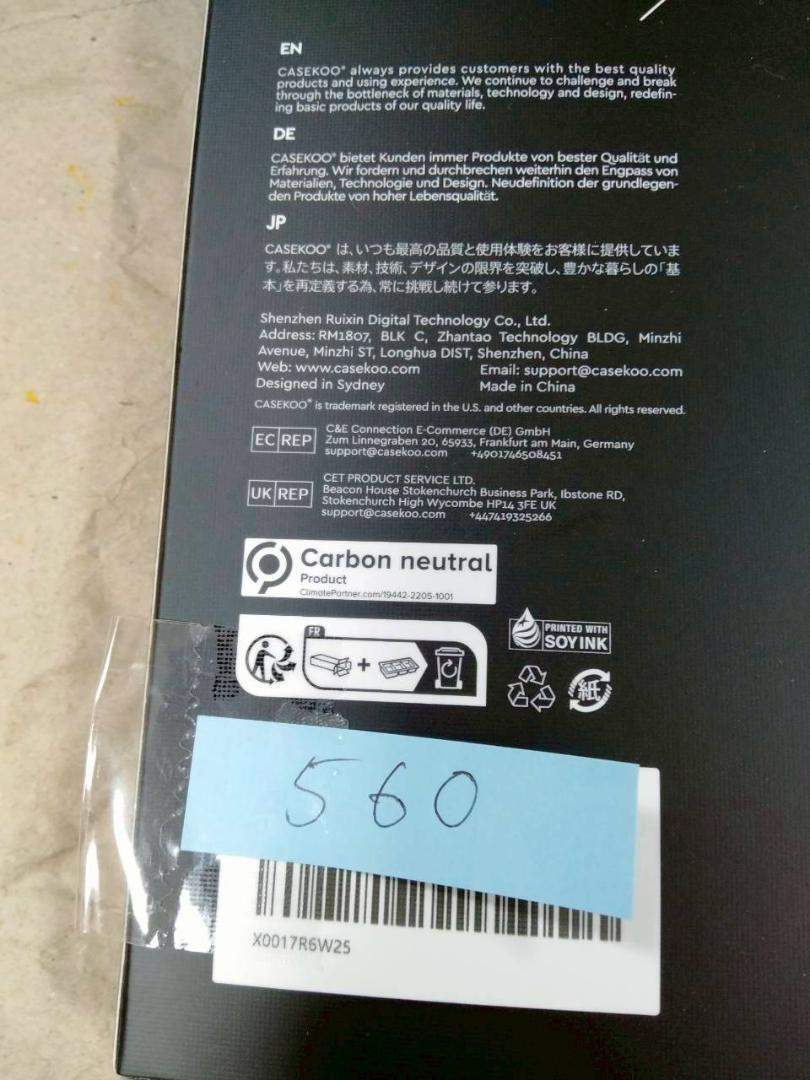 EN
CASEKOO® always provides customers with the best quality
products and using experience. We continue to challenge and break
through the bottleneck of materials, technology and design, redefin-
ing basic products of our quality life.
DE
CASEKOO® bietet Kunden immer Produkte von bester Qualität und
Erfahrung. Wir fordern und durchbrechen weiterhin den Engpass von
Materialien, Technologie und Design. Neudefinition der grundlegen-
den Produkte von hoher Lebensqualität.
JP
CASEKOO® は、いつも最高の品質と使用体験をお客様に提供していま
す。私たちは、素材、技術、デザインの限界を突破し、豊かな暮らしの「基
本」を再定義する為、常に挑戦し続けて参ります。
Shenzhen Ruixin Digital Technology Co., Ltd.
Address: RM1807, BLK C, Zhantao Technology BLDG, Minzhi
Avenue, Minzhi ST, Longhua DIST, Shenzhen, China
Web: www.casekoo.com Email: support@casekoo.com
Designed in Sydney Made in China
CASEKOO® is trademark registered in the U.S. and other countries. All rights reserved.
EC REP
C&E Connection E-Commerce (DE) GmbH
Zum Linnegraben 20, 65933, Frankfurt am Main, Germany
support@casekoo.com +4901746508451
UK REP
CET PRODUCT SERVICE LTD.
Beacon House Stokenchurch Business Park, Ibstone RD,
Stokenchurch High Wycombe HP14 3FE UK
support@casekoo.com +447419325266
Carbon neutral
Product
ClimatePartner.com/19442-2205-1001
FR
PRINTED WITH
SOY INK
紙
560
X0017R6W25